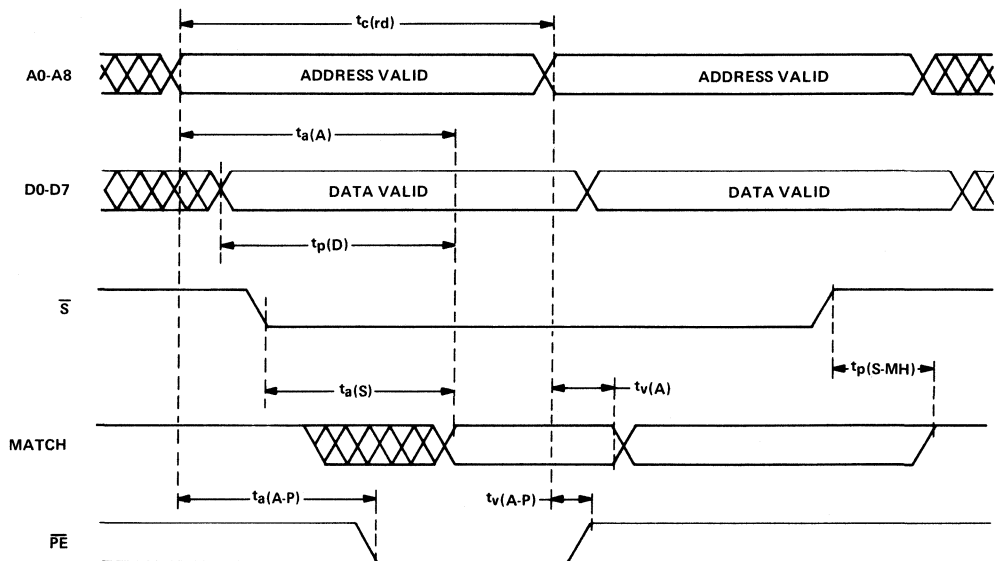 tc(rd)
A0-A8 ADDRESS VALID ADDRESS VALID
ta(A)
D0-D7 DATA VALID DATA VALID
tp(D)
S̅
tp(S-MH)
ta(S) tv(A)
MATCH
ta(A-P) tv(A-P)
P̅E̅